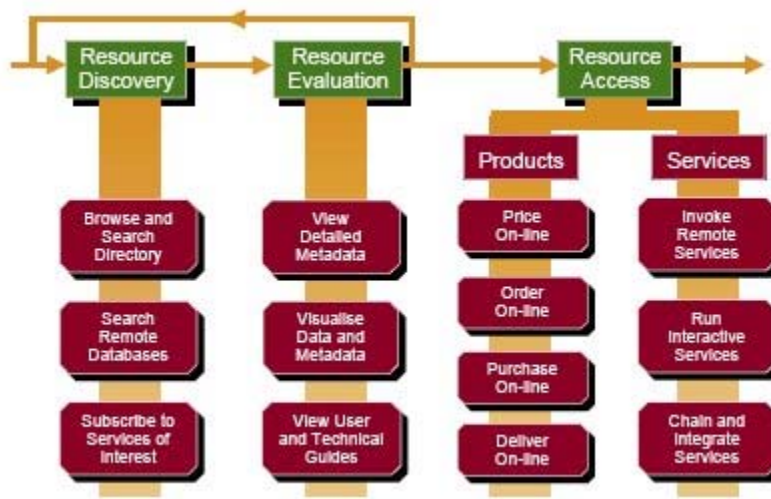 Resource
Discovery
Resource
Evaluation
Resource
Access
Products
Services
Browse and
Search
Directory
Search
Remote
Databases
Subscribe to
Services of
Interest
View
Detailed
Metadata
Visualise
Data and
Metadata
View User
and Technical
Guides
Price
On-line
Order
On-line
Purchase
On-line
Deliver
On-line
Invoke
Remote
Services
Run
Interactive
Services
Chain and
Integrate
Services